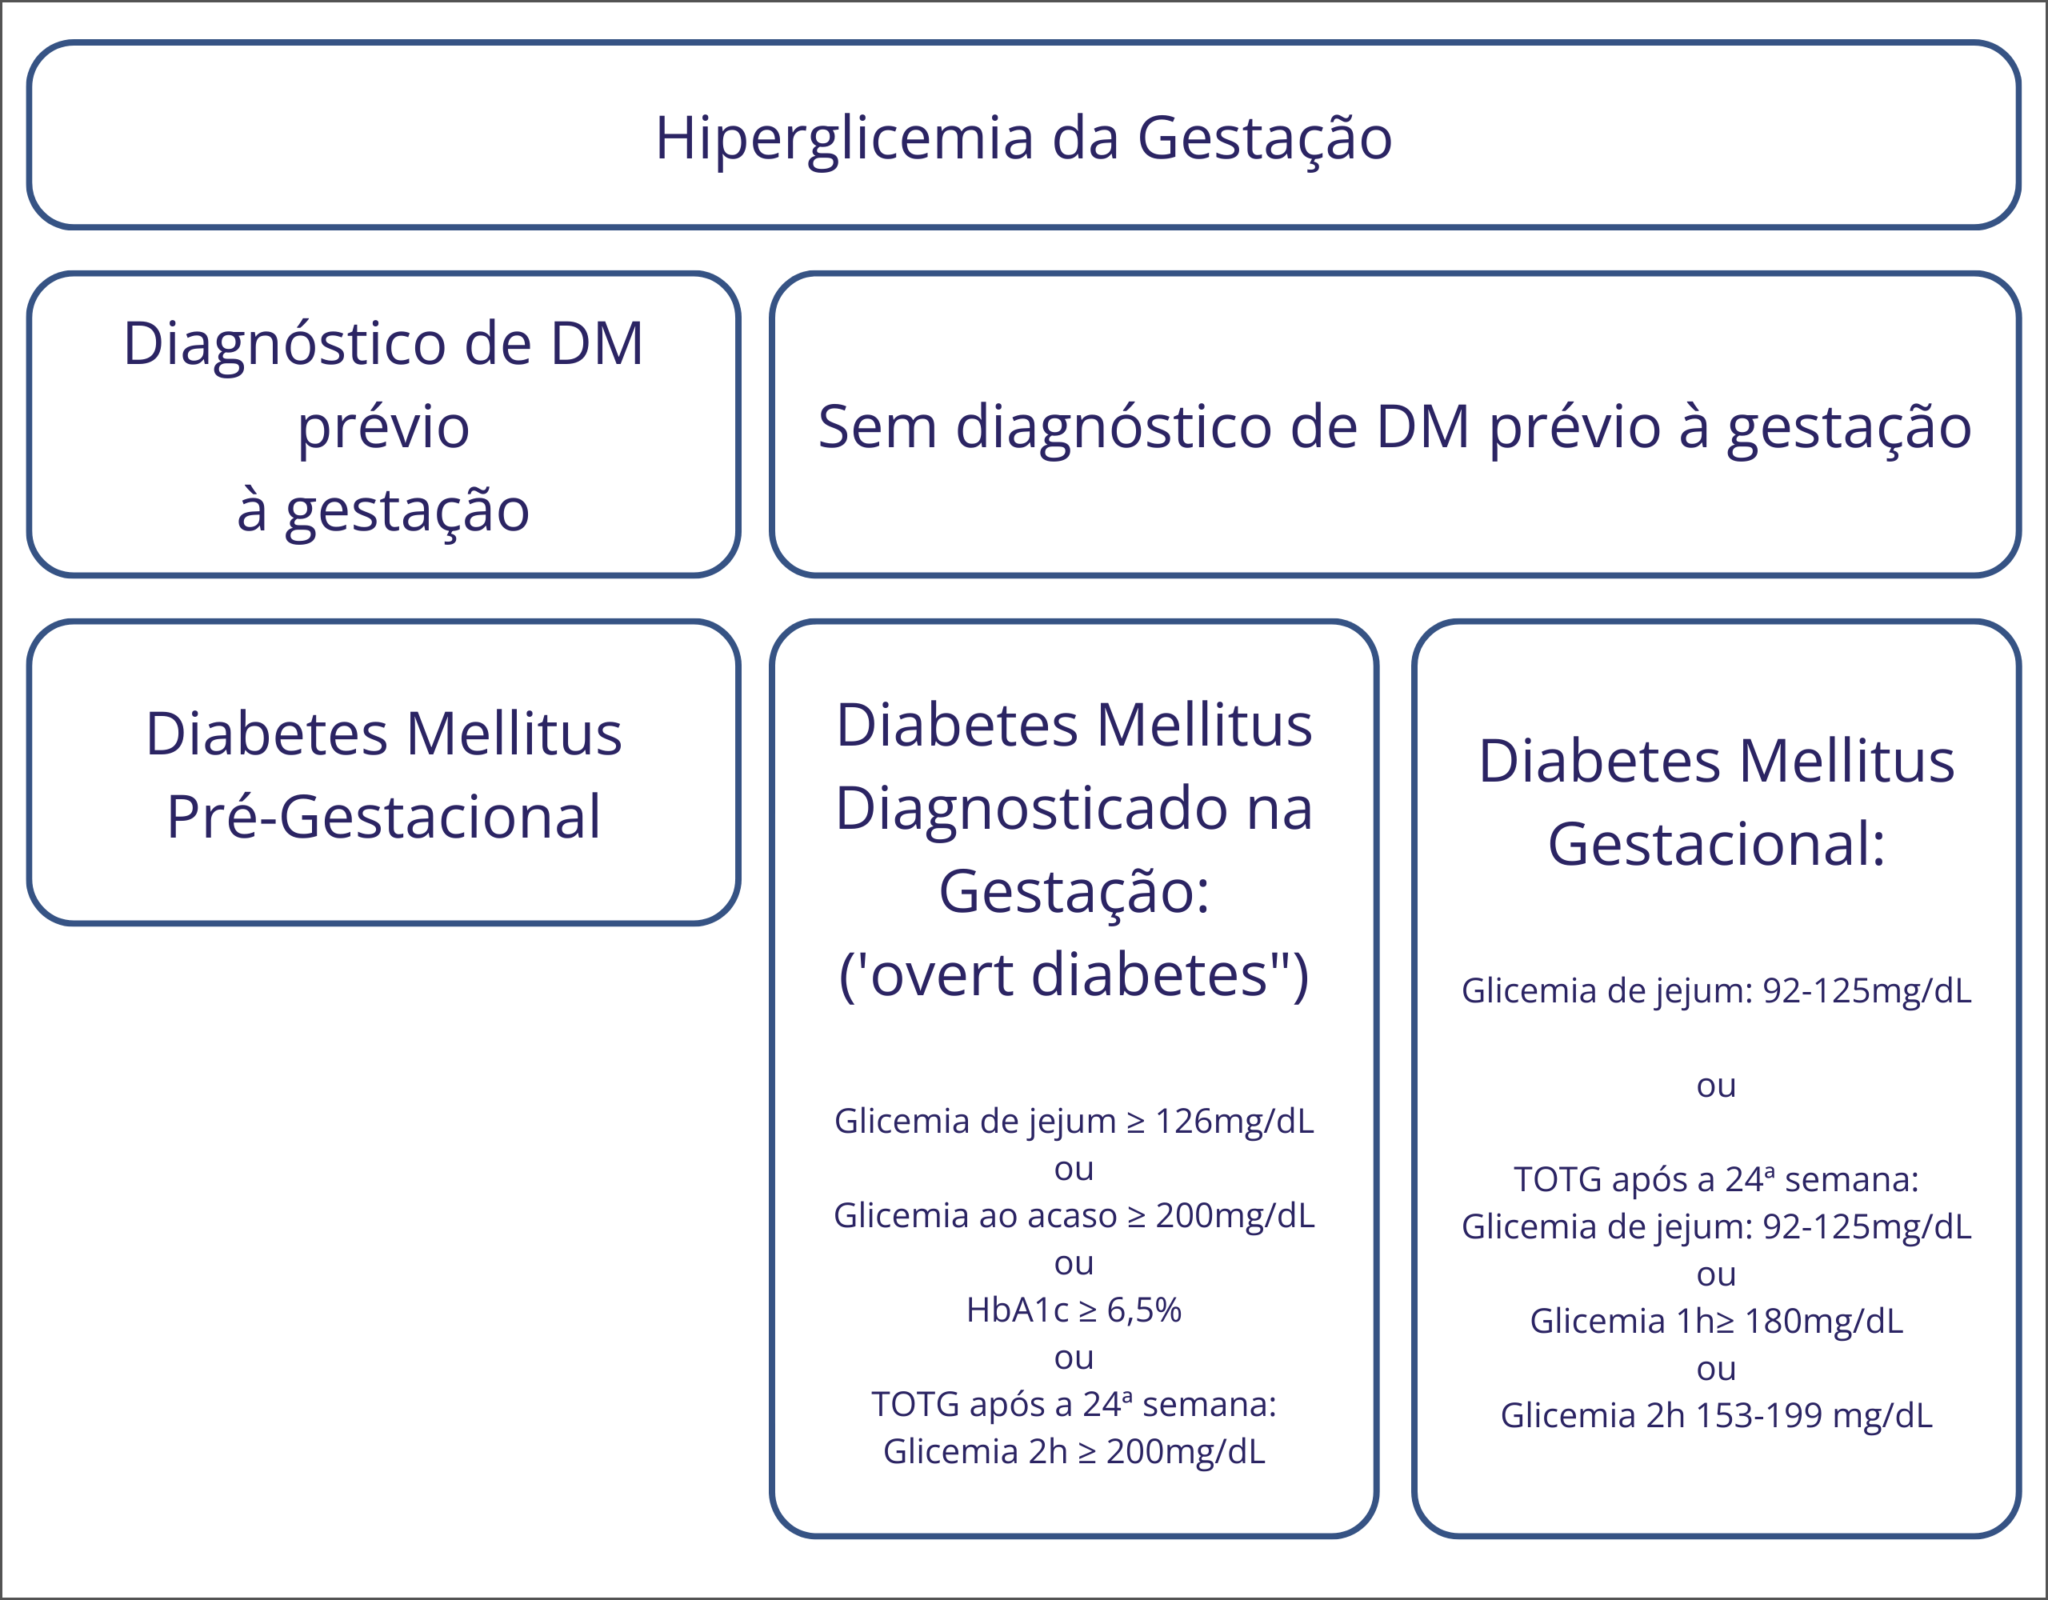 Hiperglicemia da Gestação
Diagnóstico de DM
prévio
à gestação
Sem diagnóstico de DM prévio à gestação
Diabetes Mellitus
Pré-Gestacional
Diabetes Mellitus
Diagnosticado na
Gestação:
('overt diabetes")
Glicemia de jejum ≥ 126mg/dL
ou
Glicemia ao acaso ≥ 200mg/dL
ou
HbA1c ≥ 6,5%
ou
TOTG após a 24ª semana:
Glicemia 2h ≥ 200mg/dL
Diabetes Mellitus
Gestacional:
Glicemia de jejum: 92-125mg/dL
ou
TOTG após a 24ª semana:
Glicemia de jejum: 92-125mg/dL
ou
Glicemia 1h≥ 180mg/dL
ou
Glicemia 2h 153-199 mg/dL